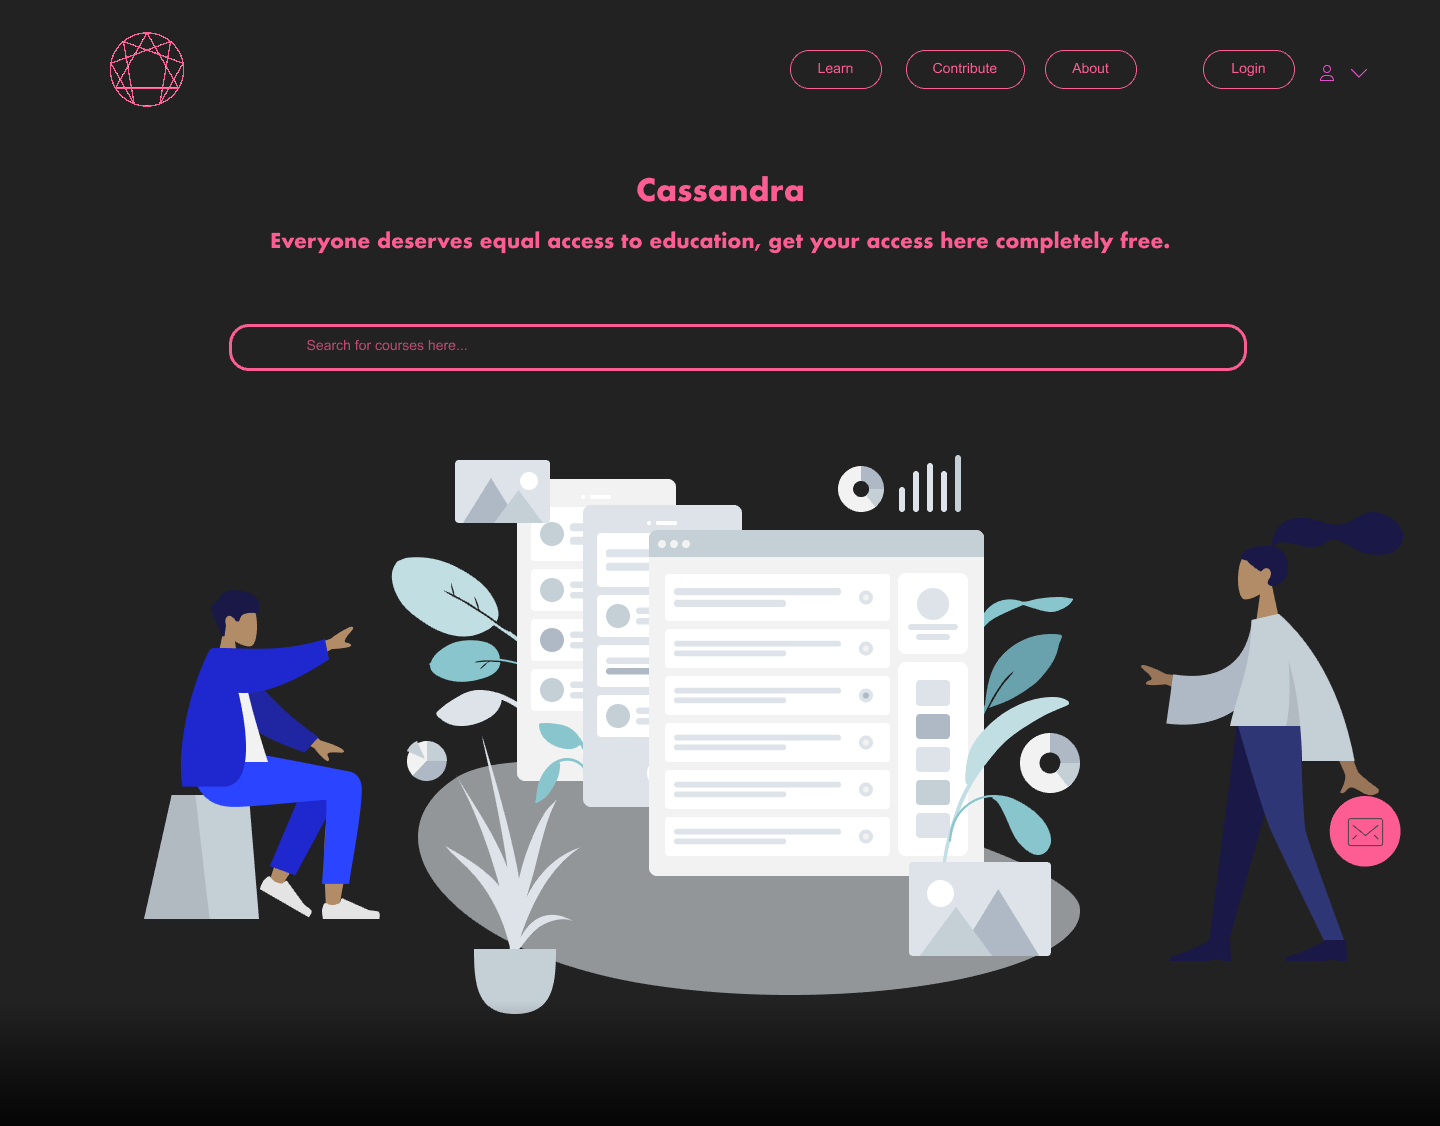 Learn
Contribute
About
Login
Cassandra
Everyone deserves equal access to education, get your access here completely free.
Search for courses here...